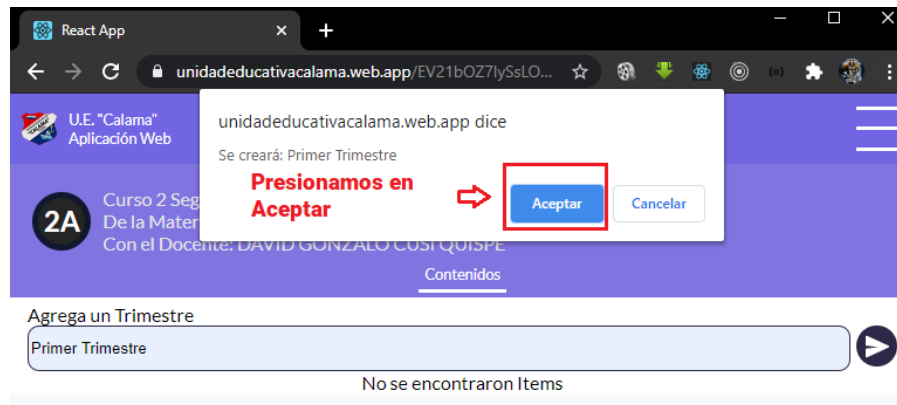 React App
unidadeducativacalama.web.app/EV21bOZ7IySsLO...
U.E. "Calama"
Aplicación Web
unidadeducativacalama.web.app dice
Se creará: Primer Trimestre
Presionamos en
Aceptar
Aceptar
Cancelar
2A
Curso 2 Seg
De la Mater
Con el Docente: DAVID GONZALO CUSI QUISPE
Contenidos
Agrega un Trimestre
Primer Trimestre
No se encontraron Items